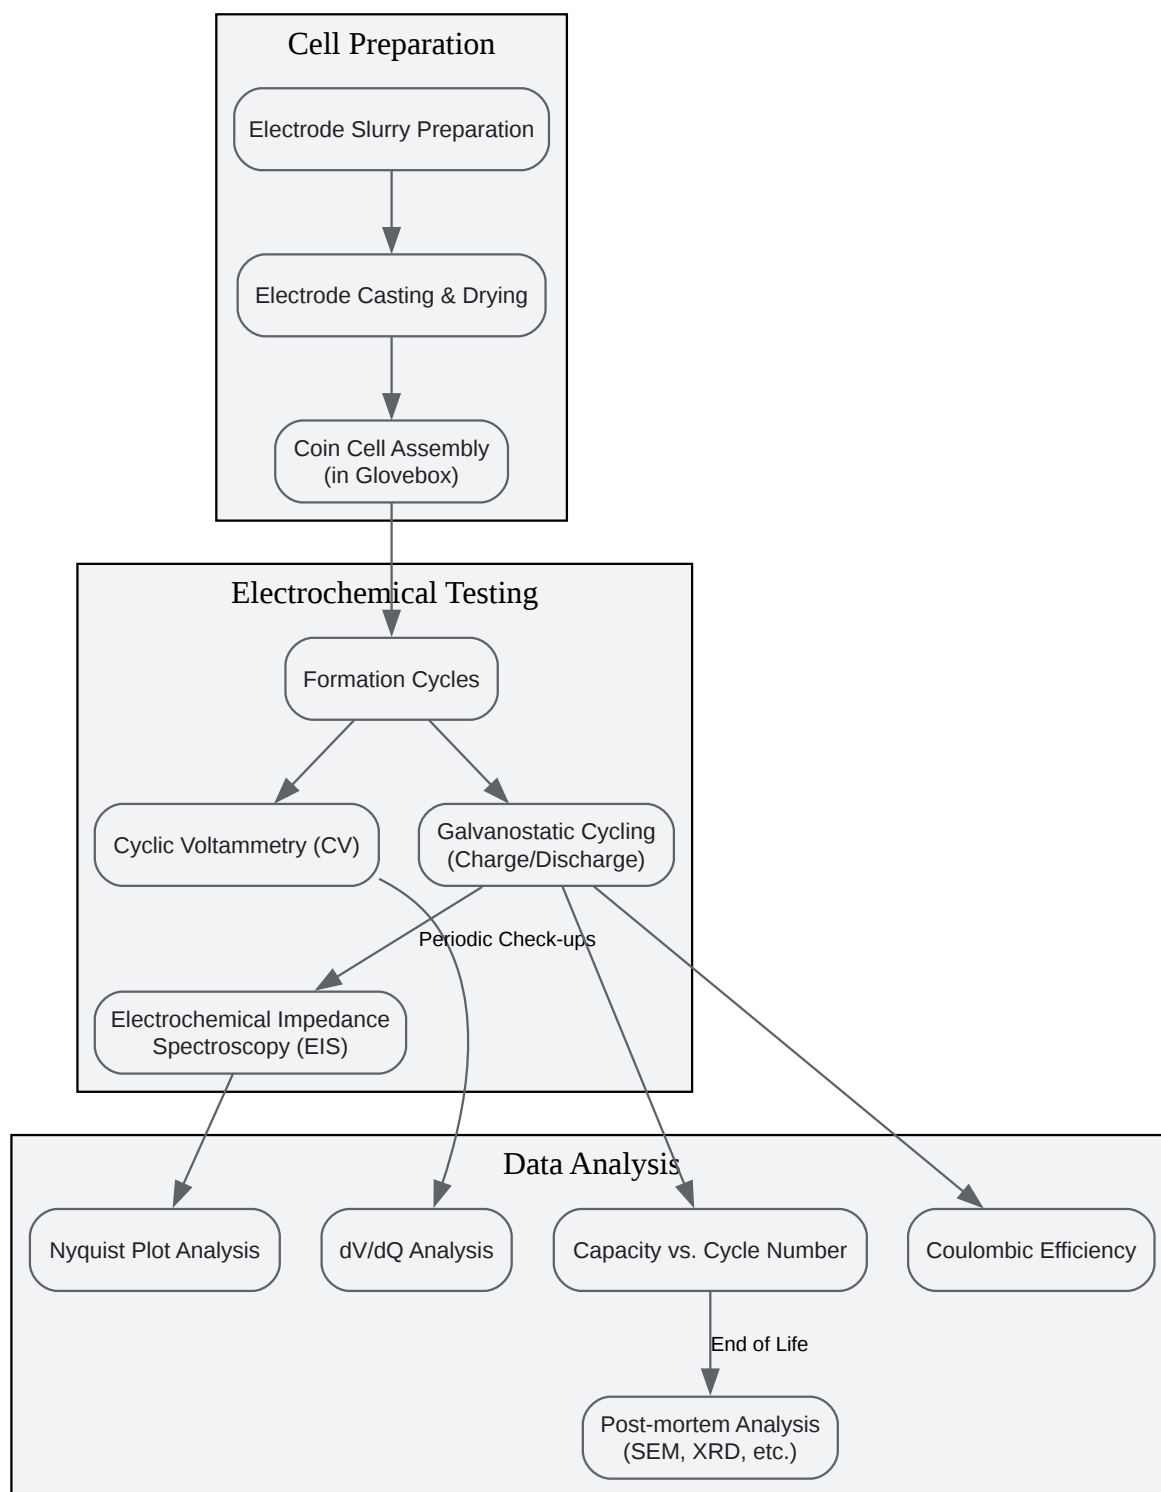 Cell Preparation
Electrode Slurry Preparation
Electrode Casting & Drying
Coin Cell Assembly
(in Glovebox)
Electrochemical Testing
Formation Cycles
Cyclic Voltammetry (CV)
Galvanostatic Cycling
(Charge/Discharge)
Periodic Check-ups
Electrochemical Impedance
Spectroscopy (EIS)
Data Analysis
Nyquist Plot Analysis
dV/dQ Analysis
Capacity vs. Cycle Number
Coulombic Efficiency
End of Life
Post-mortem Analysis
(SEM, XRD, etc.)